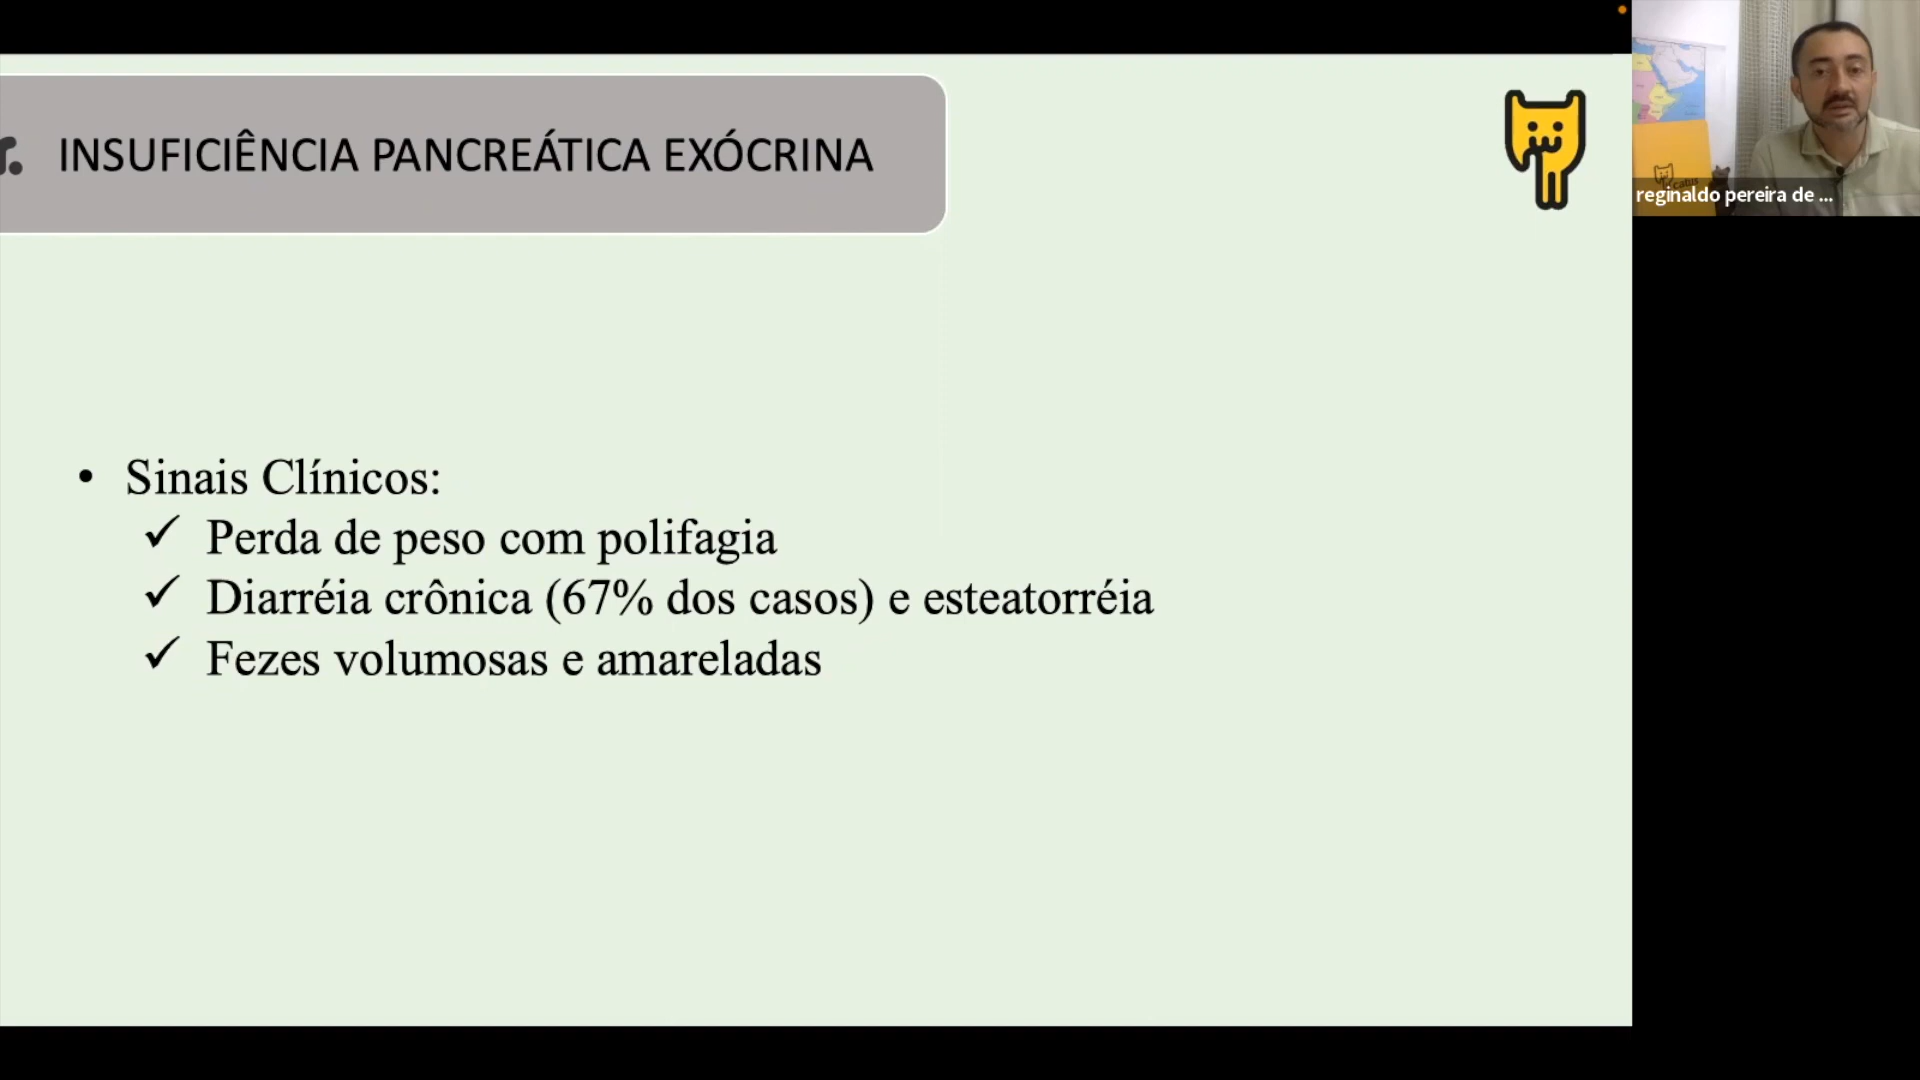 INSUFICIÊNCIA PANCREÁTICA EXÓCRINA
reginaldo pereira de ...
• Sinais Clínicos:
✓ Perda de peso com polifagia
✓ Diarréia crônica (67% dos casos) e esteatorréia
✓ Fezes volumosas e amareladas